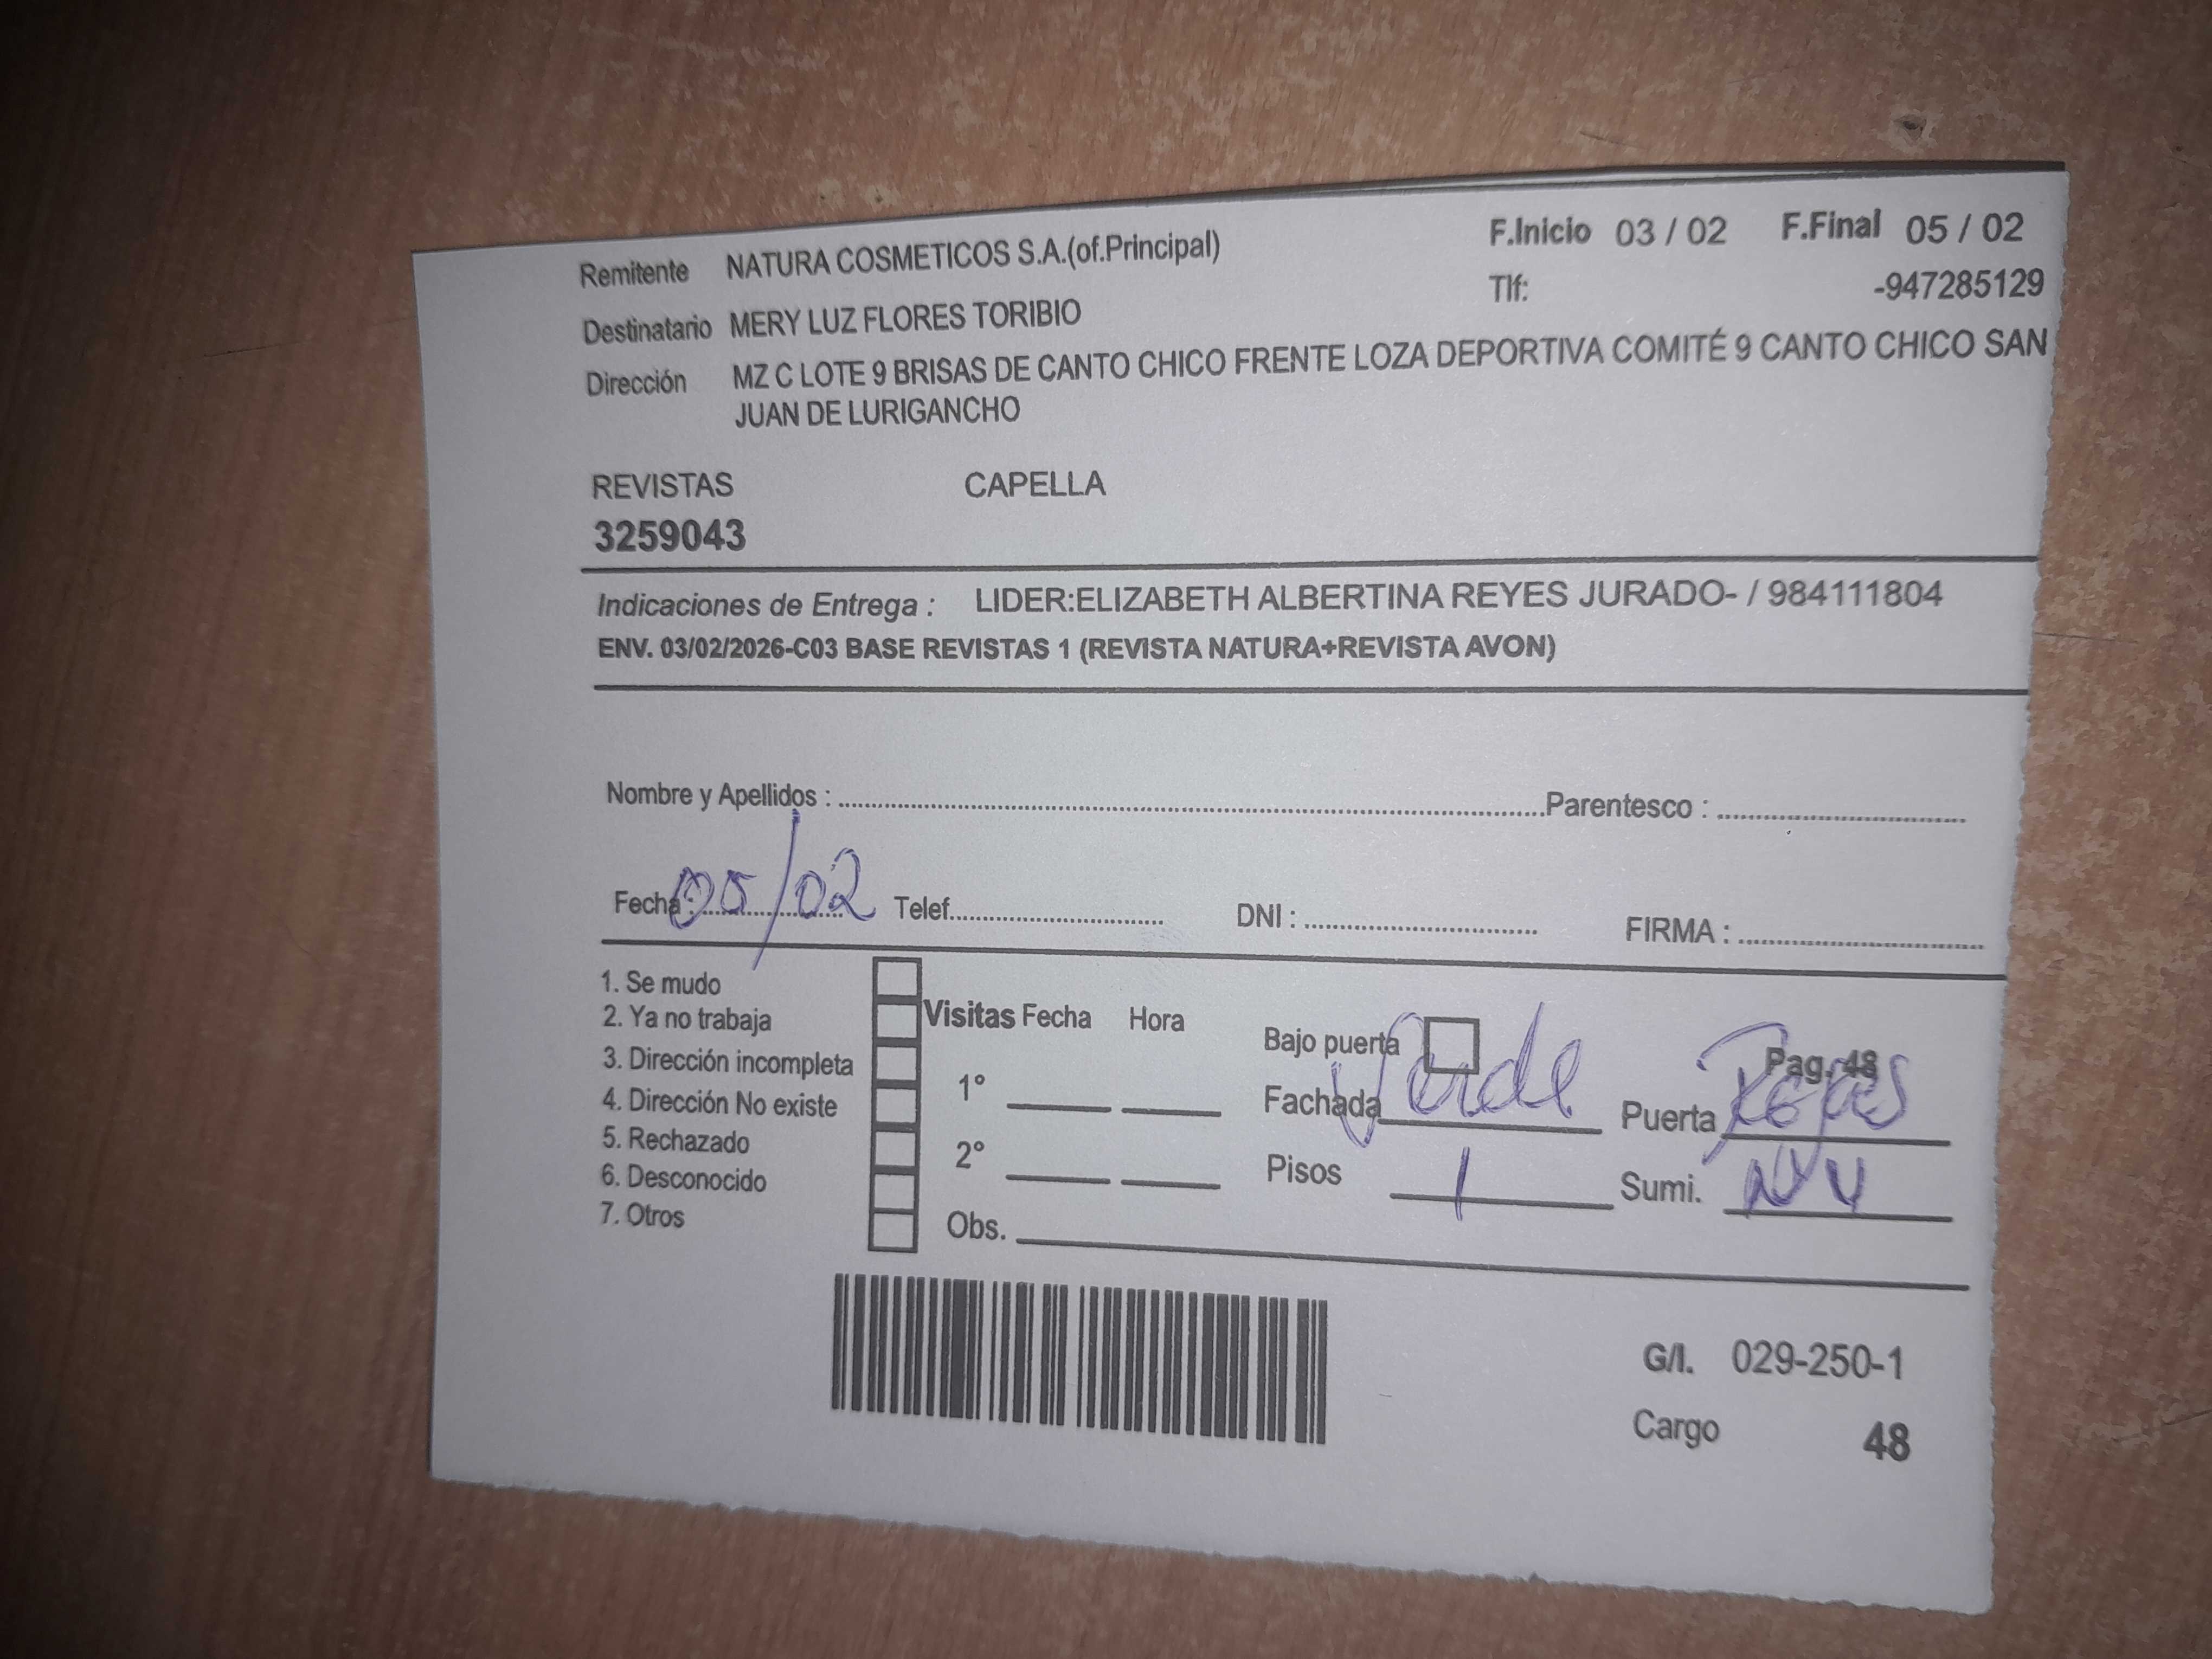 Remitente NATURA COSMETICOS S.A.(of.Principal) F.Inicio 03 / 02 F.Final 05 / 02
Tlf: -947285129
Destinatario MERY LUZ FLORES TORIBIO
Dirección MZ C LOTE 9 BRISAS DE CANTO CHICO FRENTE LOZA DEPORTIVA COMITÉ 9 CANTO CHICO SAN
JUAN DE LURIGANCHO
REVISTAS CAPELLA
3259043
Indicaciones de Entrega : LIDER:ELIZABETH ALBERTINA REYES JURADO- / 984111804
ENV. 03/02/2026-C03 BASE REVISTAS 1 (REVISTA NATURA+REVISTA AVON)
Nombre y Apellidos : Parentesco :
Fecha : 05/02 Telef. DNI : FIRMA :
1. Se mudo
2. Ya no trabaja
3. Dirección incompleta
4. Dirección No existe
5. Rechazado
6. Desconocido
7. Otros
Visitas Fecha Hora
1°
2°
Obs.
Bajo puerta Pag. 48
Fachada Verde Puerta Rejas
Pisos 1 Sumi.
G/I. 029-250-1
Cargo 48